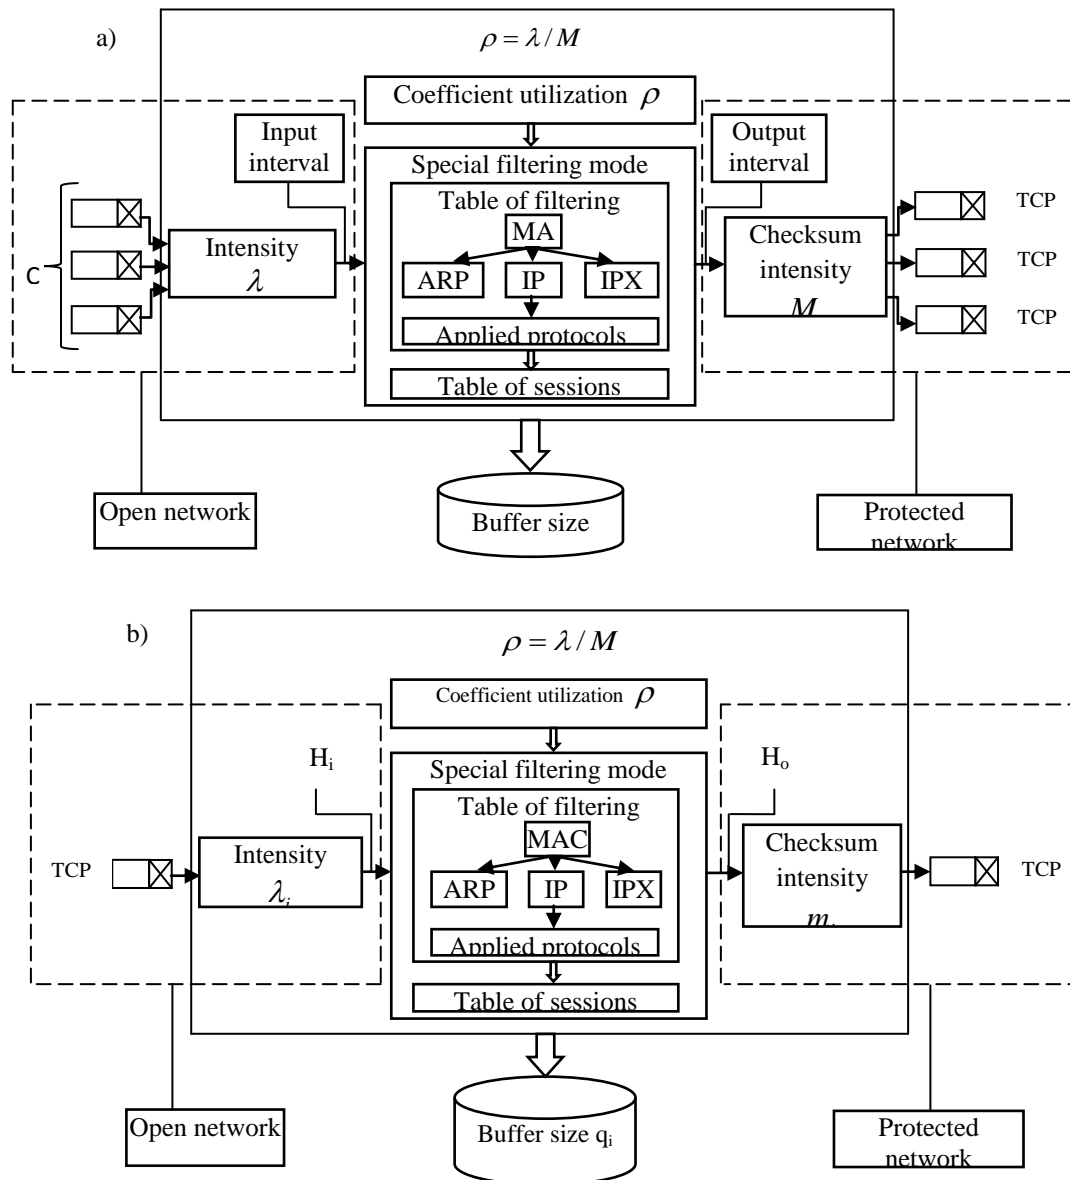 a)
ρ = λ / M
Coefficient utilization ρ
Input
interval
Output
interval
Special filtering mode
Table of filtering
MA
ARP
IP
IPX
Applied protocols
Table of sessions
C
Intensity
λ
Checksum
intensity
M
TCP
TCP
TCP
Open network
Buffer size
Protected
network
b)
ρ = λ / M
Coefficient utilization ρ
Hᵢ
Hₒ
Special filtering mode
Table of filtering
MAC
ARP
IP
IPX
Applied protocols
Table of sessions
TCP
Intensity
λᵢ
Checksum
intensity
m
TCP
Open network
Buffer size qᵢ
Protected
network